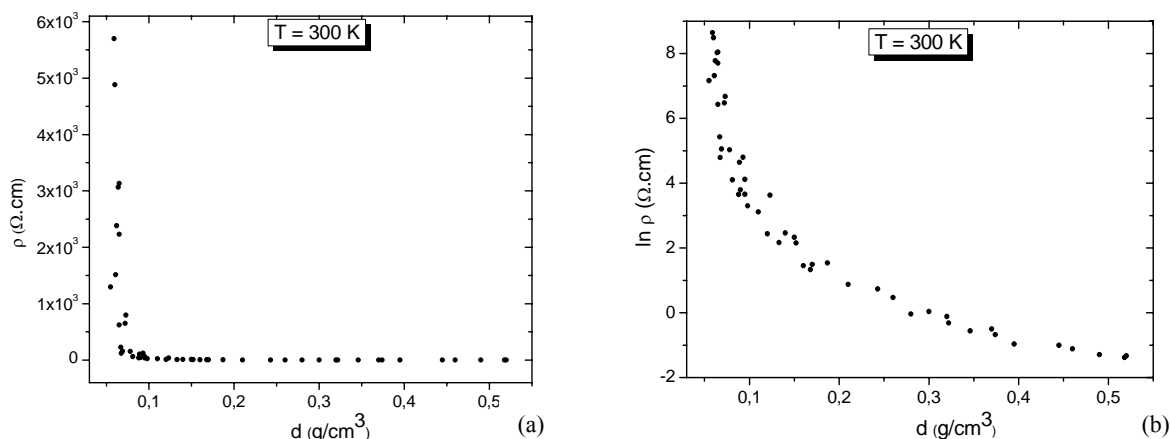 T = 300 K
6x10³
5x10³
4x10³
3x10³
2x10³
1x10³
0
ρ (Ω.cm)
0,1 0,2 0,3 0,4 0,5
d (g/cm³)
(a)
T = 300 K
8
6
4
2
0
-2
ln ρ (Ω.cm)
0,1 0,2 0,3 0,4 0,5
d (g/cm³)
(b)